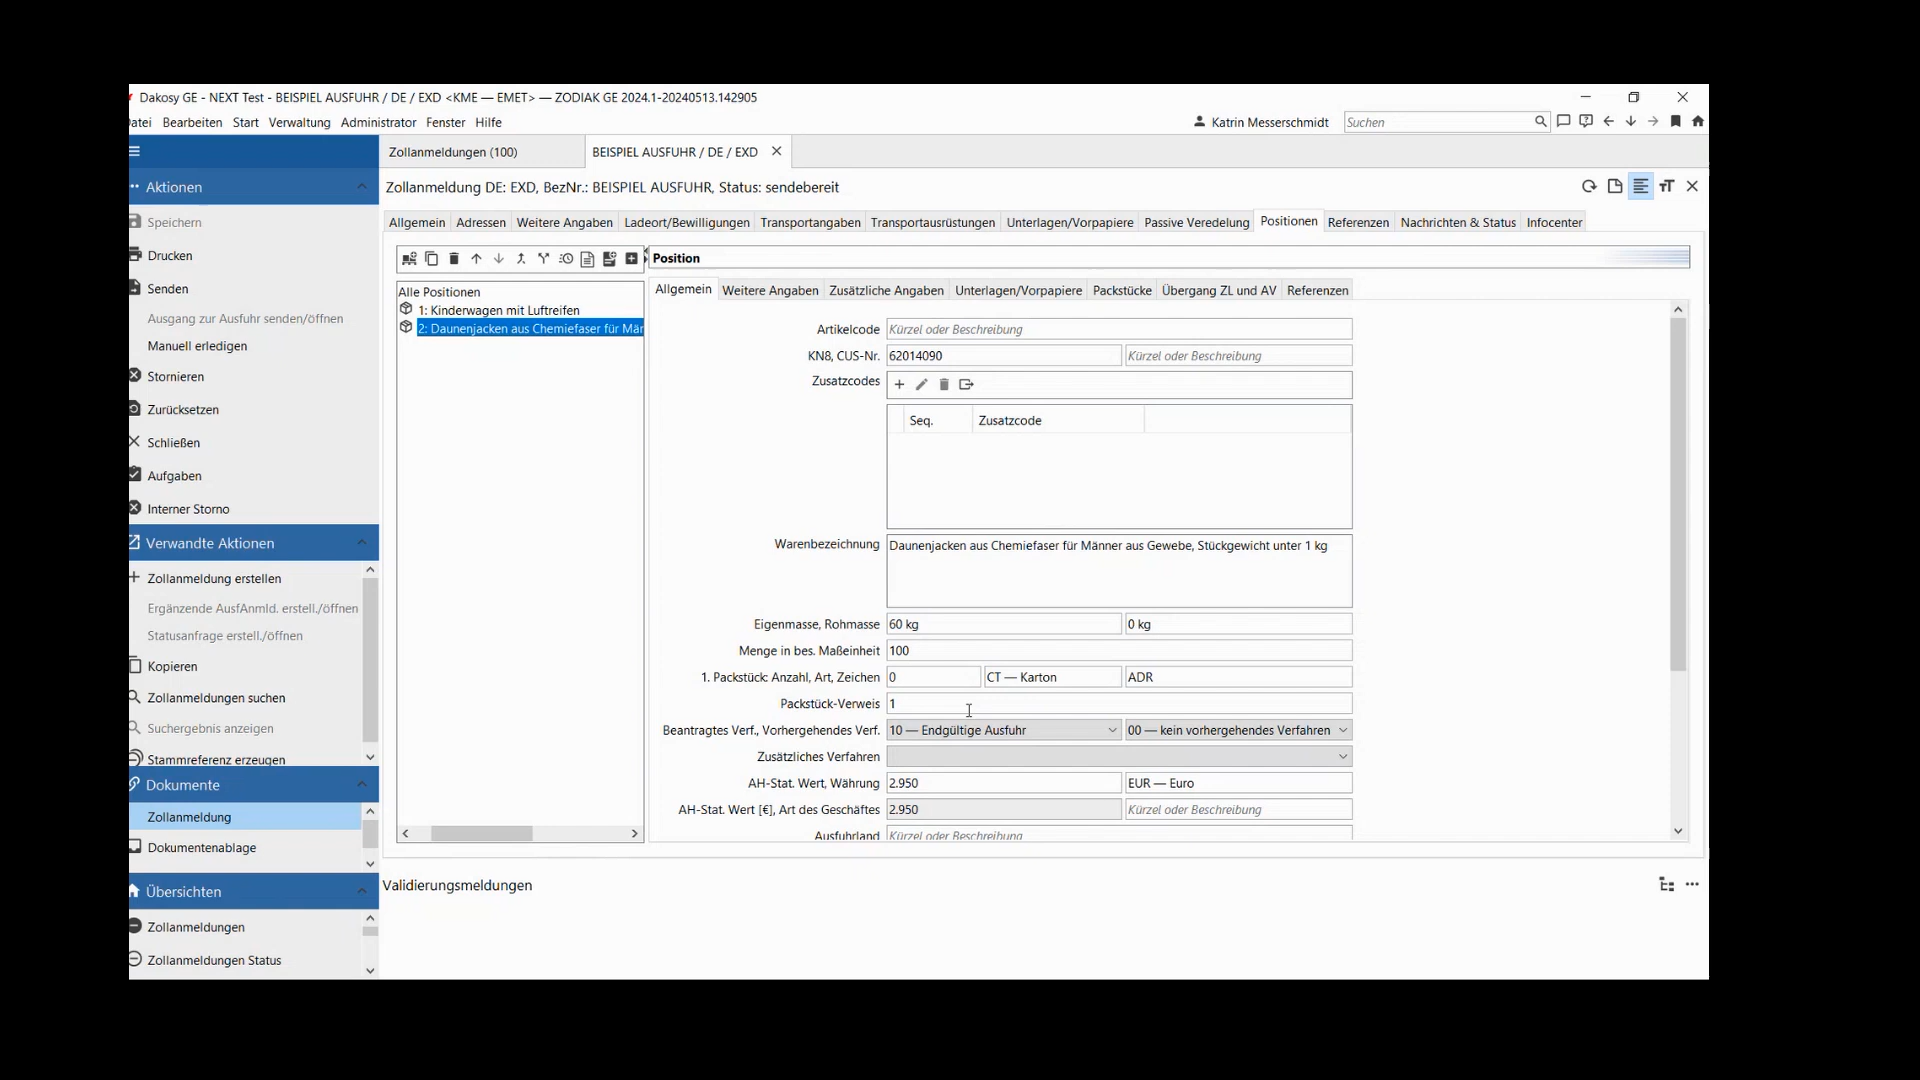 Dakosy GE - NEXT Test - BEISPIEL AUSFUHR / DE / EXD <KME — EMET> — ZODIAK GE 2024.1-20240513.142905
atei Bearbeiten Start Verwaltung Administrator Fenster Hilfe
Katrin Messerschmidt Suchen
Zollanmeldungen (100) BEISPIEL AUSFUHR / DE / EXD
Aktionen
Zollanmeldung DE: EXD, BezNr.: BEISPIEL AUSFUHR, Status: sendebereit
Allgemein Adressen Weitere Angaben Ladeort/Bewilligungen Transportangaben Transportausrüstungen Unterlagen/Vorpapiere Passive Veredelung Positionen Referenzen Nachrichten & Status Infocenter
Speichern
Drucken
Senden
Ausgang zur Ausfuhr senden/öffnen
Manuell erledigen
Stornieren
Zurücksetzen
Schließen
Aufgaben
Interner Storno
Verwandte Aktionen
Zollanmeldung erstellen
Ergänzende AusfAnmld. erstell./öffnen
Statusanfrage erstell./öffnen
Kopieren
Zollanmeldungen suchen
Suchergebnis anzeigen
Stammreferenz erzeugen
Dokumente
Zollanmeldung
Dokumentenablage
Übersichten
Zollanmeldungen
Zollanmeldungen Status
Alle Positionen
1: Kinderwagen mit Luftreifen
2: Daunenjacken aus Chemiefaser für Män
Position
Allgemein Weitere Angaben Zusätzliche Angaben Unterlagen/Vorpapiere Packstücke Übergang ZL und AV Referenzen
Artikelcode Kürzel oder Beschreibung
KN8, CUS-Nr. 62014090 Kürzel oder Beschreibung
Zusatzcodes
Seq. Zusatzcode
Warenbezeichnung Daunenjacken aus Chemiefaser für Männer aus Gewebe, Stückgewicht unter 1 kg
Eigenmasse, Rohmasse 60 kg 0 kg
Menge in bes. Maßeinheit 100
1. Packstück: Anzahl, Art, Zeichen 0 CT — Karton ADR
Packstück-Verweis 1
Beantragtes Verf., Vorhergehendes Verf. 10 — Endgültige Ausfuhr 00 — kein vorhergehendes Verfahren
Zusätzliches Verfahren
AH-Stat. Wert, Währung 2.950 EUR — Euro
AH-Stat. Wert [€], Art des Geschäftes 2.950 Kürzel oder Beschreibung
Ausfuhrland Kürzel oder Beschreibung
Validierungsmeldungen